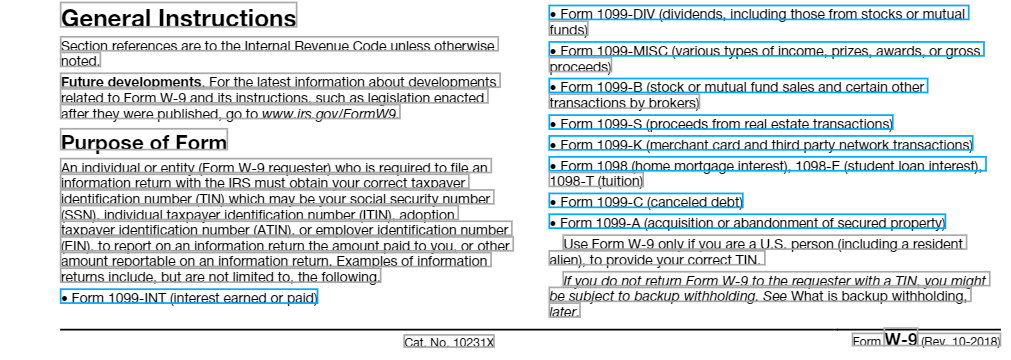 General Instructions
Section references are to the Internal Revenue Code unless otherwise
noted.
Future developments. For the latest information about developments
related to Form W-9 and its instructions, such as legislation enacted
after they were published, go to www.irs.gov/FormW9.
Purpose of Form
An individual or entity (Form W-9 requester) who is required to file an
information return with the IRS must obtain your correct taxpayer
identification number (TIN) which may be your social security number
(SSN), individual taxpayer identification number (ITIN), adoption
taxpayer identification number (ATIN), or employer identification number
(EIN), to report on an information return the amount paid to you, or other
amount reportable on an information return. Examples of information
returns include, but are not limited to, the following.
• Form 1099-INT (interest earned or paid)
• Form 1099-DIV (dividends, including those from stocks or mutual
funds)
• Form 1099-MISC (various types of income, prizes, awards, or gross
proceeds)
• Form 1099-B (stock or mutual fund sales and certain other
transactions by brokers)
• Form 1099-S (proceeds from real estate transactions)
• Form 1099-K (merchant card and third party network transactions)
• Form 1098 (home mortgage interest), 1098-E (student loan interest),
1098-T (tuition)
• Form 1099-C (canceled debt)
• Form 1099-A (acquisition or abandonment of secured property)
Use Form W-9 only if you are a U.S. person (including a resident
alien), to provide your correct TIN.
If you do not return Form W-9 to the requester with a TIN, you might
be subject to backup withholding. See What is backup withholding,
later.
Cat. No. 10231X
Form W-9 (Rev. 10-2018)